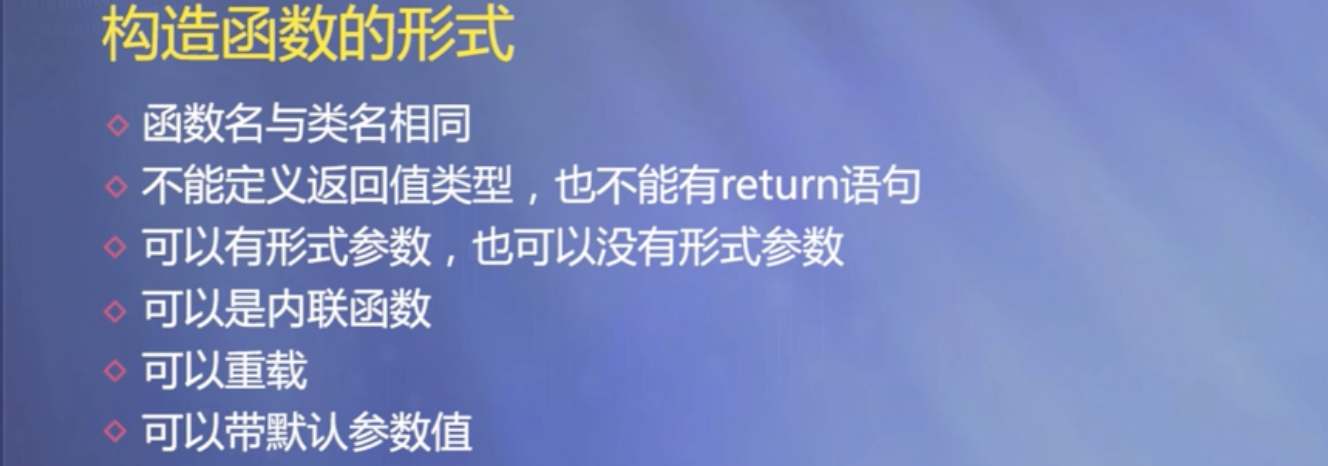 构造函数的形式
函数名与类名相同
不能定义返回值类型，也不能有return语句
可以有形式参数，也可以没有形式参数
可以是内联函数
可以重载
可以带默认参数值